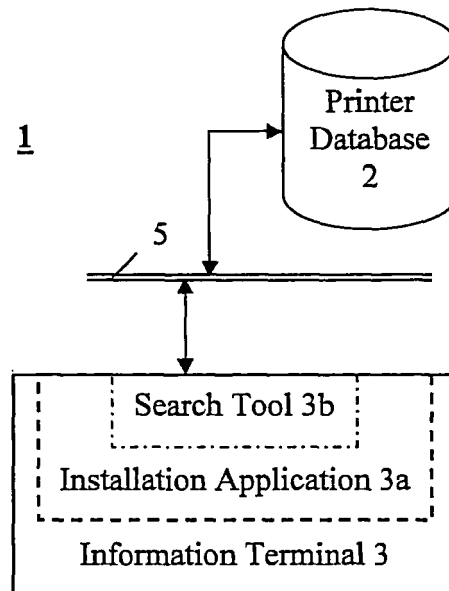 Printer
Database
2
1
5
Search Tool 3b
Installation Application 3a
Information Terminal 3